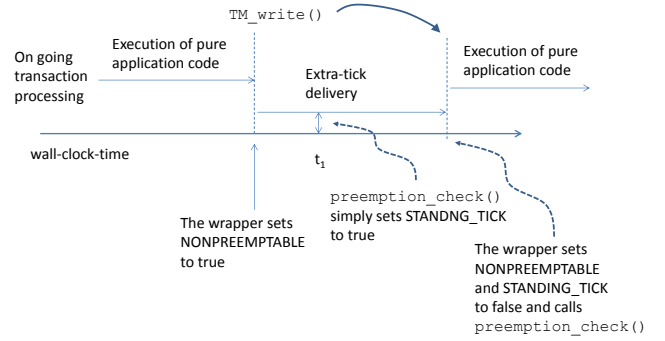 TM_write()
On going
transaction
processing
Execution of pure
application code
Extra-tick
delivery
Execution of pure
application code
wall-clock-time
t1
The wrapper sets
NONPREEMPTABLE
to true
preemption_check()
simply sets STANDNG_TICK
to true
The wrapper sets
NONPREEMPTABLE
and STANDING_TICK
to false and calls
preemption_check()